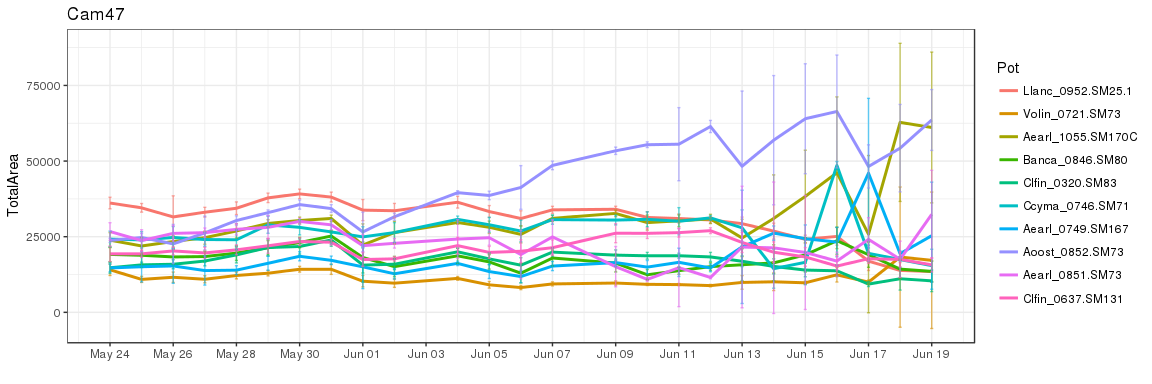 Cam47
TotalArea
75000
50000
25000
0
May 24 May 26 May 28 May 30 Jun 01 Jun 03 Jun 05 Jun 07 Jun 09 Jun 11 Jun 13 Jun 15 Jun 17 Jun 19
Pot
Llanc_0952.SM25.1
Volin_0721.SM73
Aearl_1055.SM170C
Banca_0846.SM80
Clfin_0320.SM83
Ccyma_0746.SM71
Aearl_0749.SM167
Aoost_0852.SM73
Aearl_0851.SM73
Clfin_0637.SM131